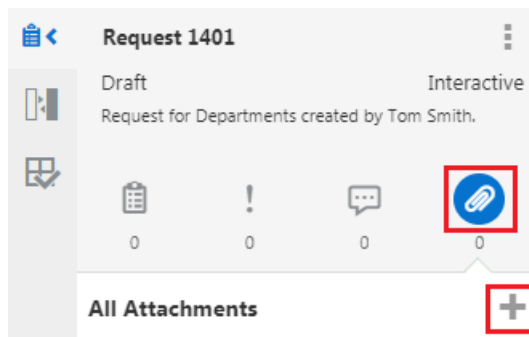 Request 1401
Draft Interactive
Request for Departments created by Tom Smith.
0 0 0 0
All Attachments